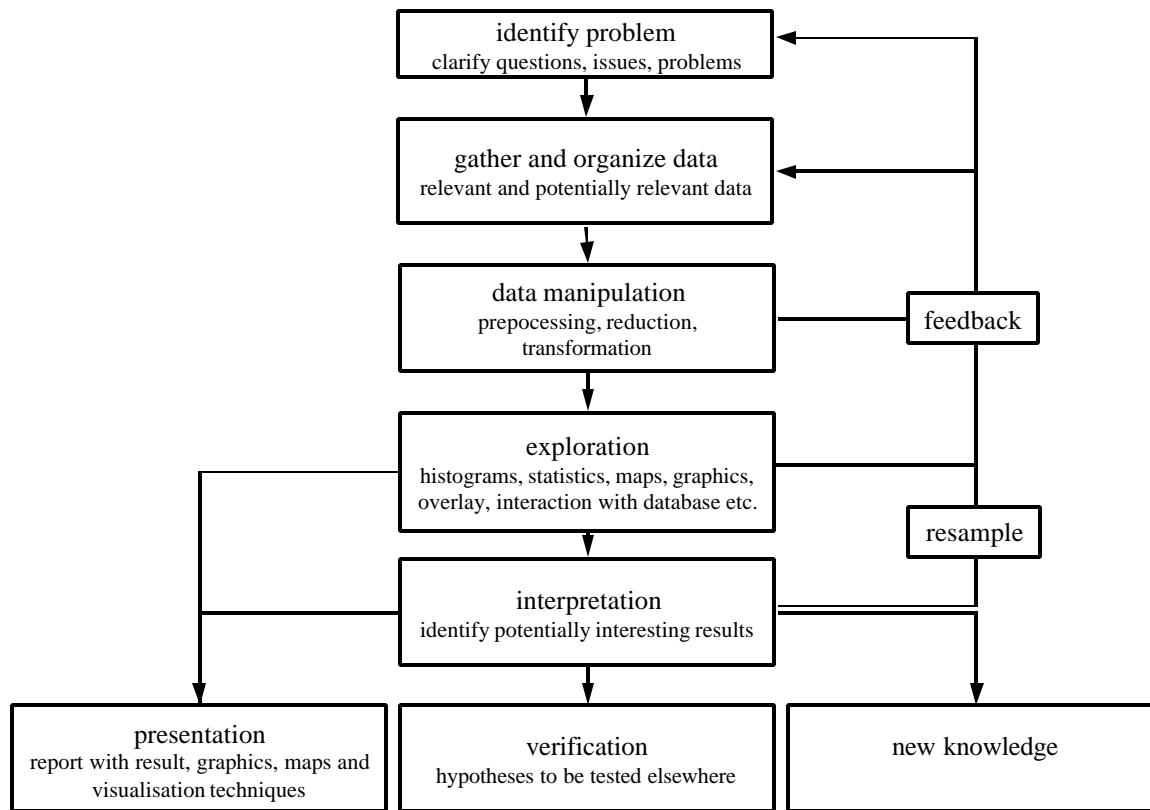 identify problem
clarify questions, issues, problems
gather and organize data
relevant and potentially relevant data
data manipulation
prepocessing, reduction,
transformation
feedback
exploration
histograms, statistics, maps, graphics,
overlay, interaction with database etc.
resample
interpretation
identify potentially interesting results
presentation
report with result, graphics, maps and
visualisation techniques
verification
hypotheses to be tested elsewhere
new knowledge